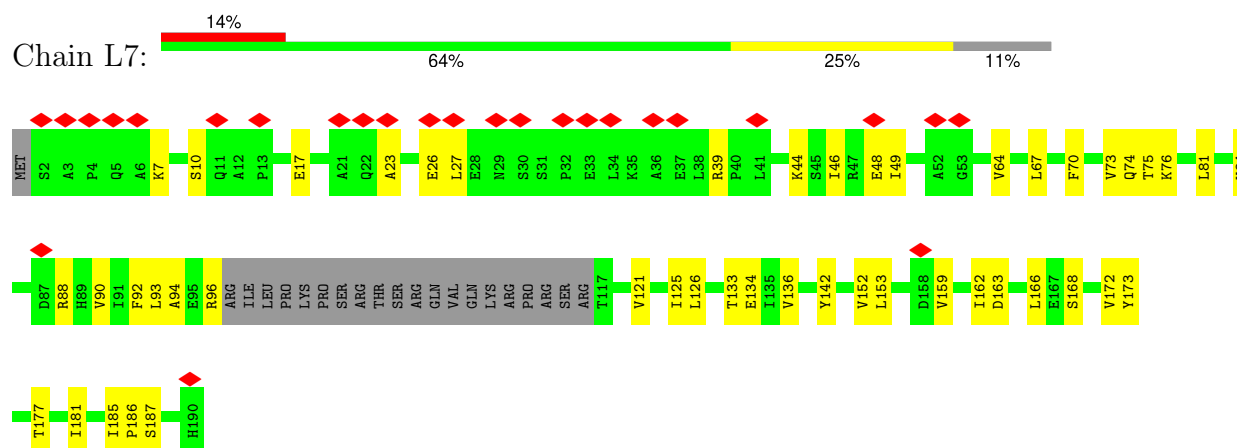 14%
Chain L7:
64% 25% 11%
MET S2 A3 P4 Q5 A6 K7 S10 Q11 A12 P13 E17 A21 Q22 A23 E26 L27 E28 N29 S30 S31 P32 E33 L34 K35 A36 E37 L38 R39 P40 L41 K44 S45 I46 R47 E48 I49 A52 G53 V64 L67 F70 V73 Q74 T75 K76 L81
D87 R88 H89 V90 I91 F92 L93 A94 E95 R96 ARG ILE LEU PRO LYS PRO SER ARG THR SER ARG GLN VAL GLN LYS ARG PRO ARG SER ARG T117 V121 I125 L126 T133 E134 I135 V136 Y142 V152 L153 D158 V159 I162 D163 L166 E167 S168 V172 Y173
T177 I181 I185 P186 S187 H190